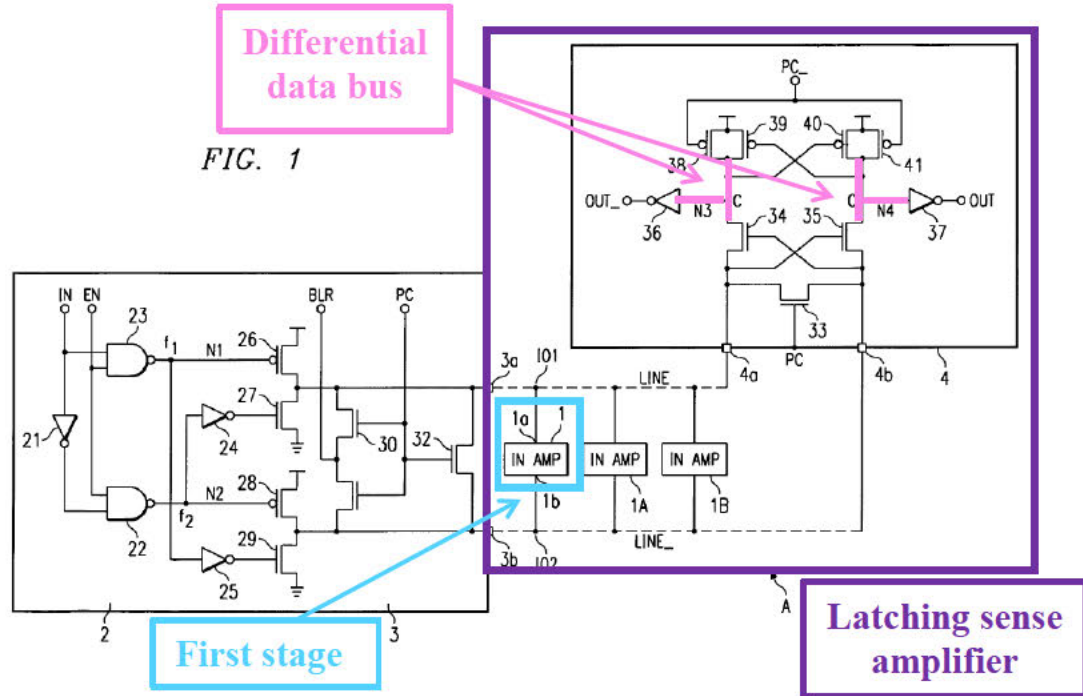 Differential
data bus
FIG. 1
PC_
39
40
38
41
OUT_
N3
C
C
N4
OUT
36
34
35
37
33
PC
4a
4b
4
IN
EN
BLR
PC
23
f1
N1
26
3a
IO1
LINE
27
1a
1
21
24
30
32
IN AMP
IN AMP
IN AMP
N2
28
1b
1A
1B
f2
22
29
LINE_
25
3b
IO2
2
3
A
First stage
Latching sense
amplifier